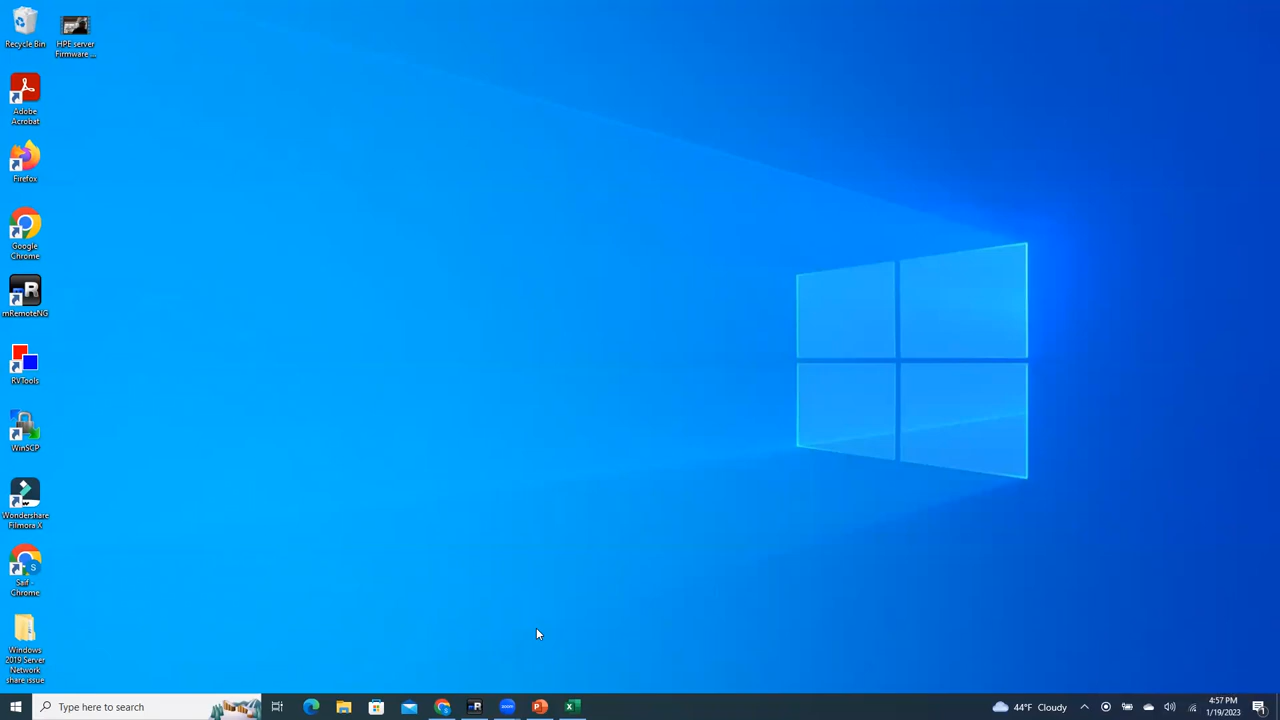 Recycle Bin
HPE server
Firmware ...
Adobe
Acrobat
Firefox
Google
Chrome
mRemoteNG
RVTools
WinSCP
Wondershare
Filmora X
Saif -
Chrome
Windows
2019 Server
Network
share issue
Type here to search
R
zoom
44°F Cloudy
4:57 PM
1/19/2023